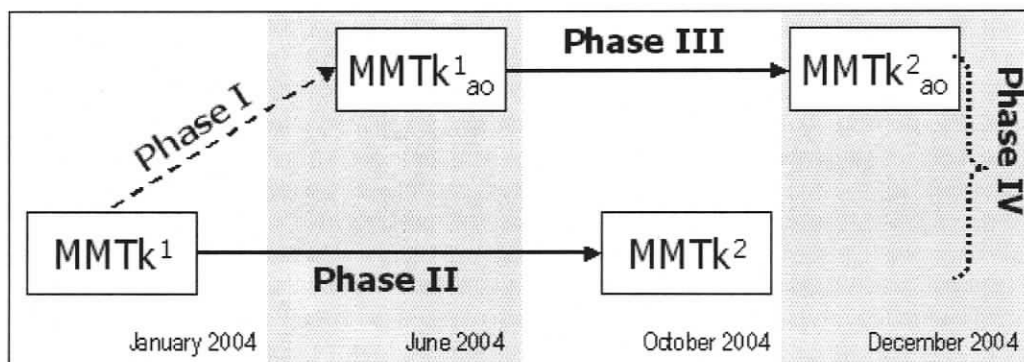 MMTk¹ao
Phase III
MMTk²ao
Phase I
Phase IV
MMTk¹
Phase II
MMTk²
January 2004
June 2004
October 2004
December 2004